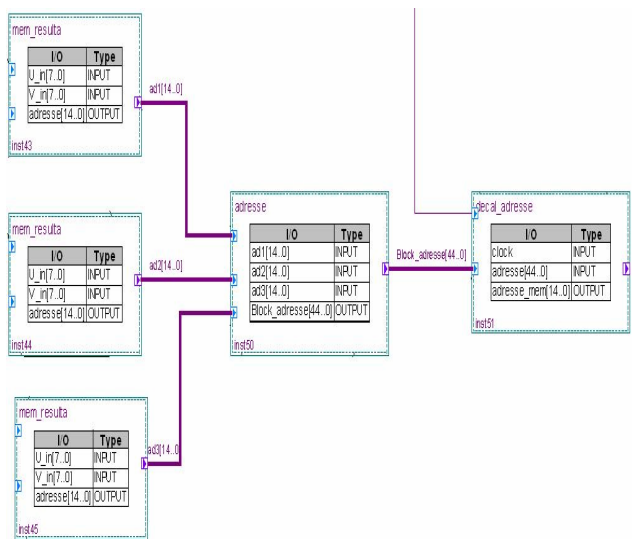 mem_resulta
I/O Type
U_in[7..0] INPUT
V_in[7..0] INPUT
adresse[14..0] OUTPUT
inst43
ad1[14..0]
mem_resulta
I/O Type
U_in[7..0] INPUT
V_in[7..0] INPUT
adresse[14..0] OUTPUT
inst44
ad2[14..0]
mem_resulta
I/O Type
U_in[7..0] INPUT
V_in[7..0] INPUT
adresse[14..0] OUTPUT
inst45
ad3[14..0]
adresse
I/O Type
ad1[14..0] INPUT
ad2[14..0] INPUT
ad3[14..0] INPUT
Block_adresse[44..0] OUTPUT
inst50
Block_adresse[44..0]
decal_adresse
I/O Type
clock INPUT
adresse[44..0] INPUT
adresse_mem[14..0] OUTPUT
inst51